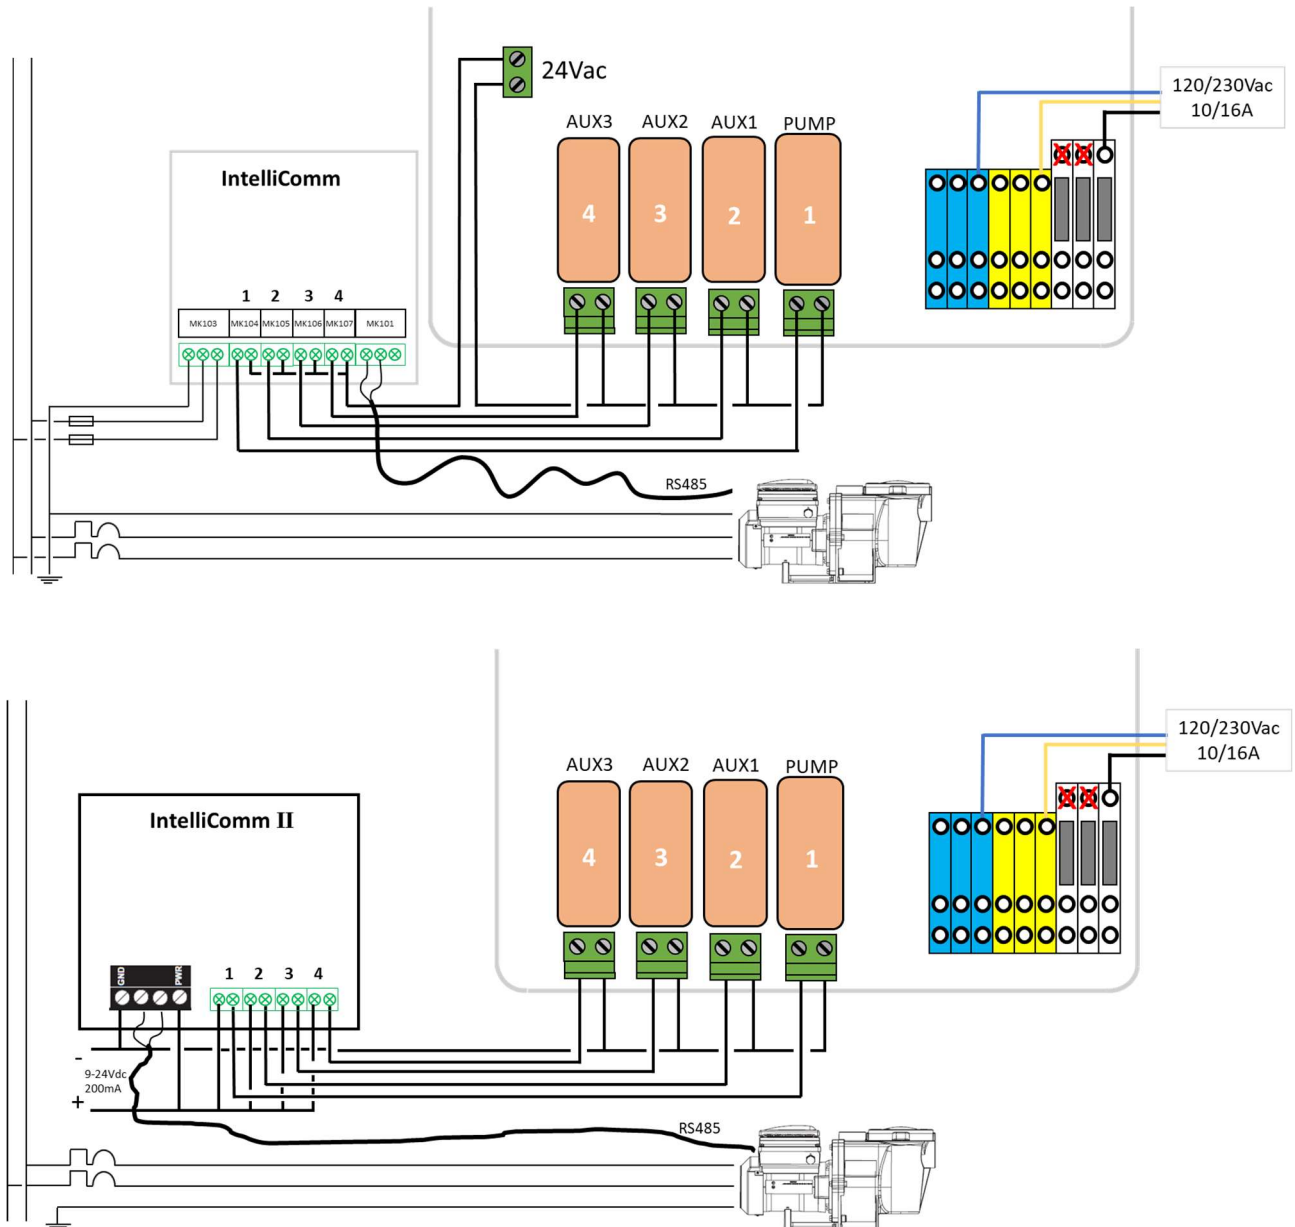 24Vac
120/230Vac
10/16A
AUX3 AUX2 AUX1 PUMP
IntelliComm
4 3 2 1
1 2 3 4
MK103 MK104 MK105 MK106 MK107 MK101
RS485
120/230Vac
10/16A
AUX3 AUX2 AUX1 PUMP
IntelliComm II
4 3 2 1
GND PWR
1 2 3 4
-
9-24Vdc
200mA
+
RS485